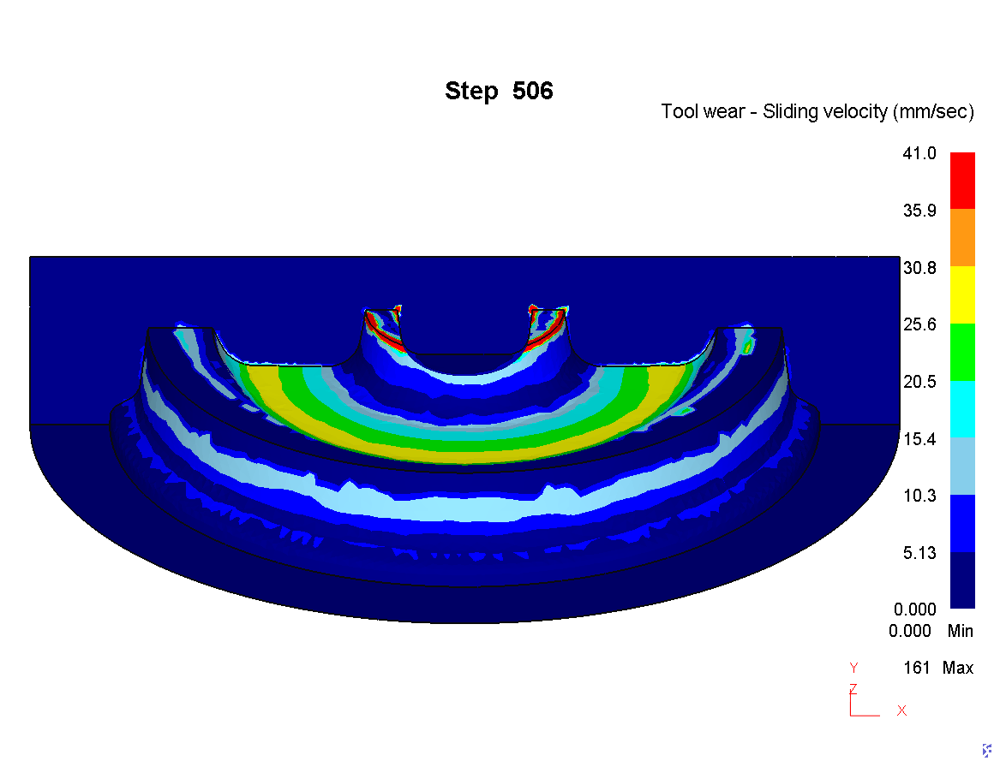 Step 506
Tool wear - Sliding velocity (mm/sec)
41.0
35.9
30.8
25.6
20.5
15.4
10.3
5.13
0.000
0.000 Min
161 Max
Y
Z
X